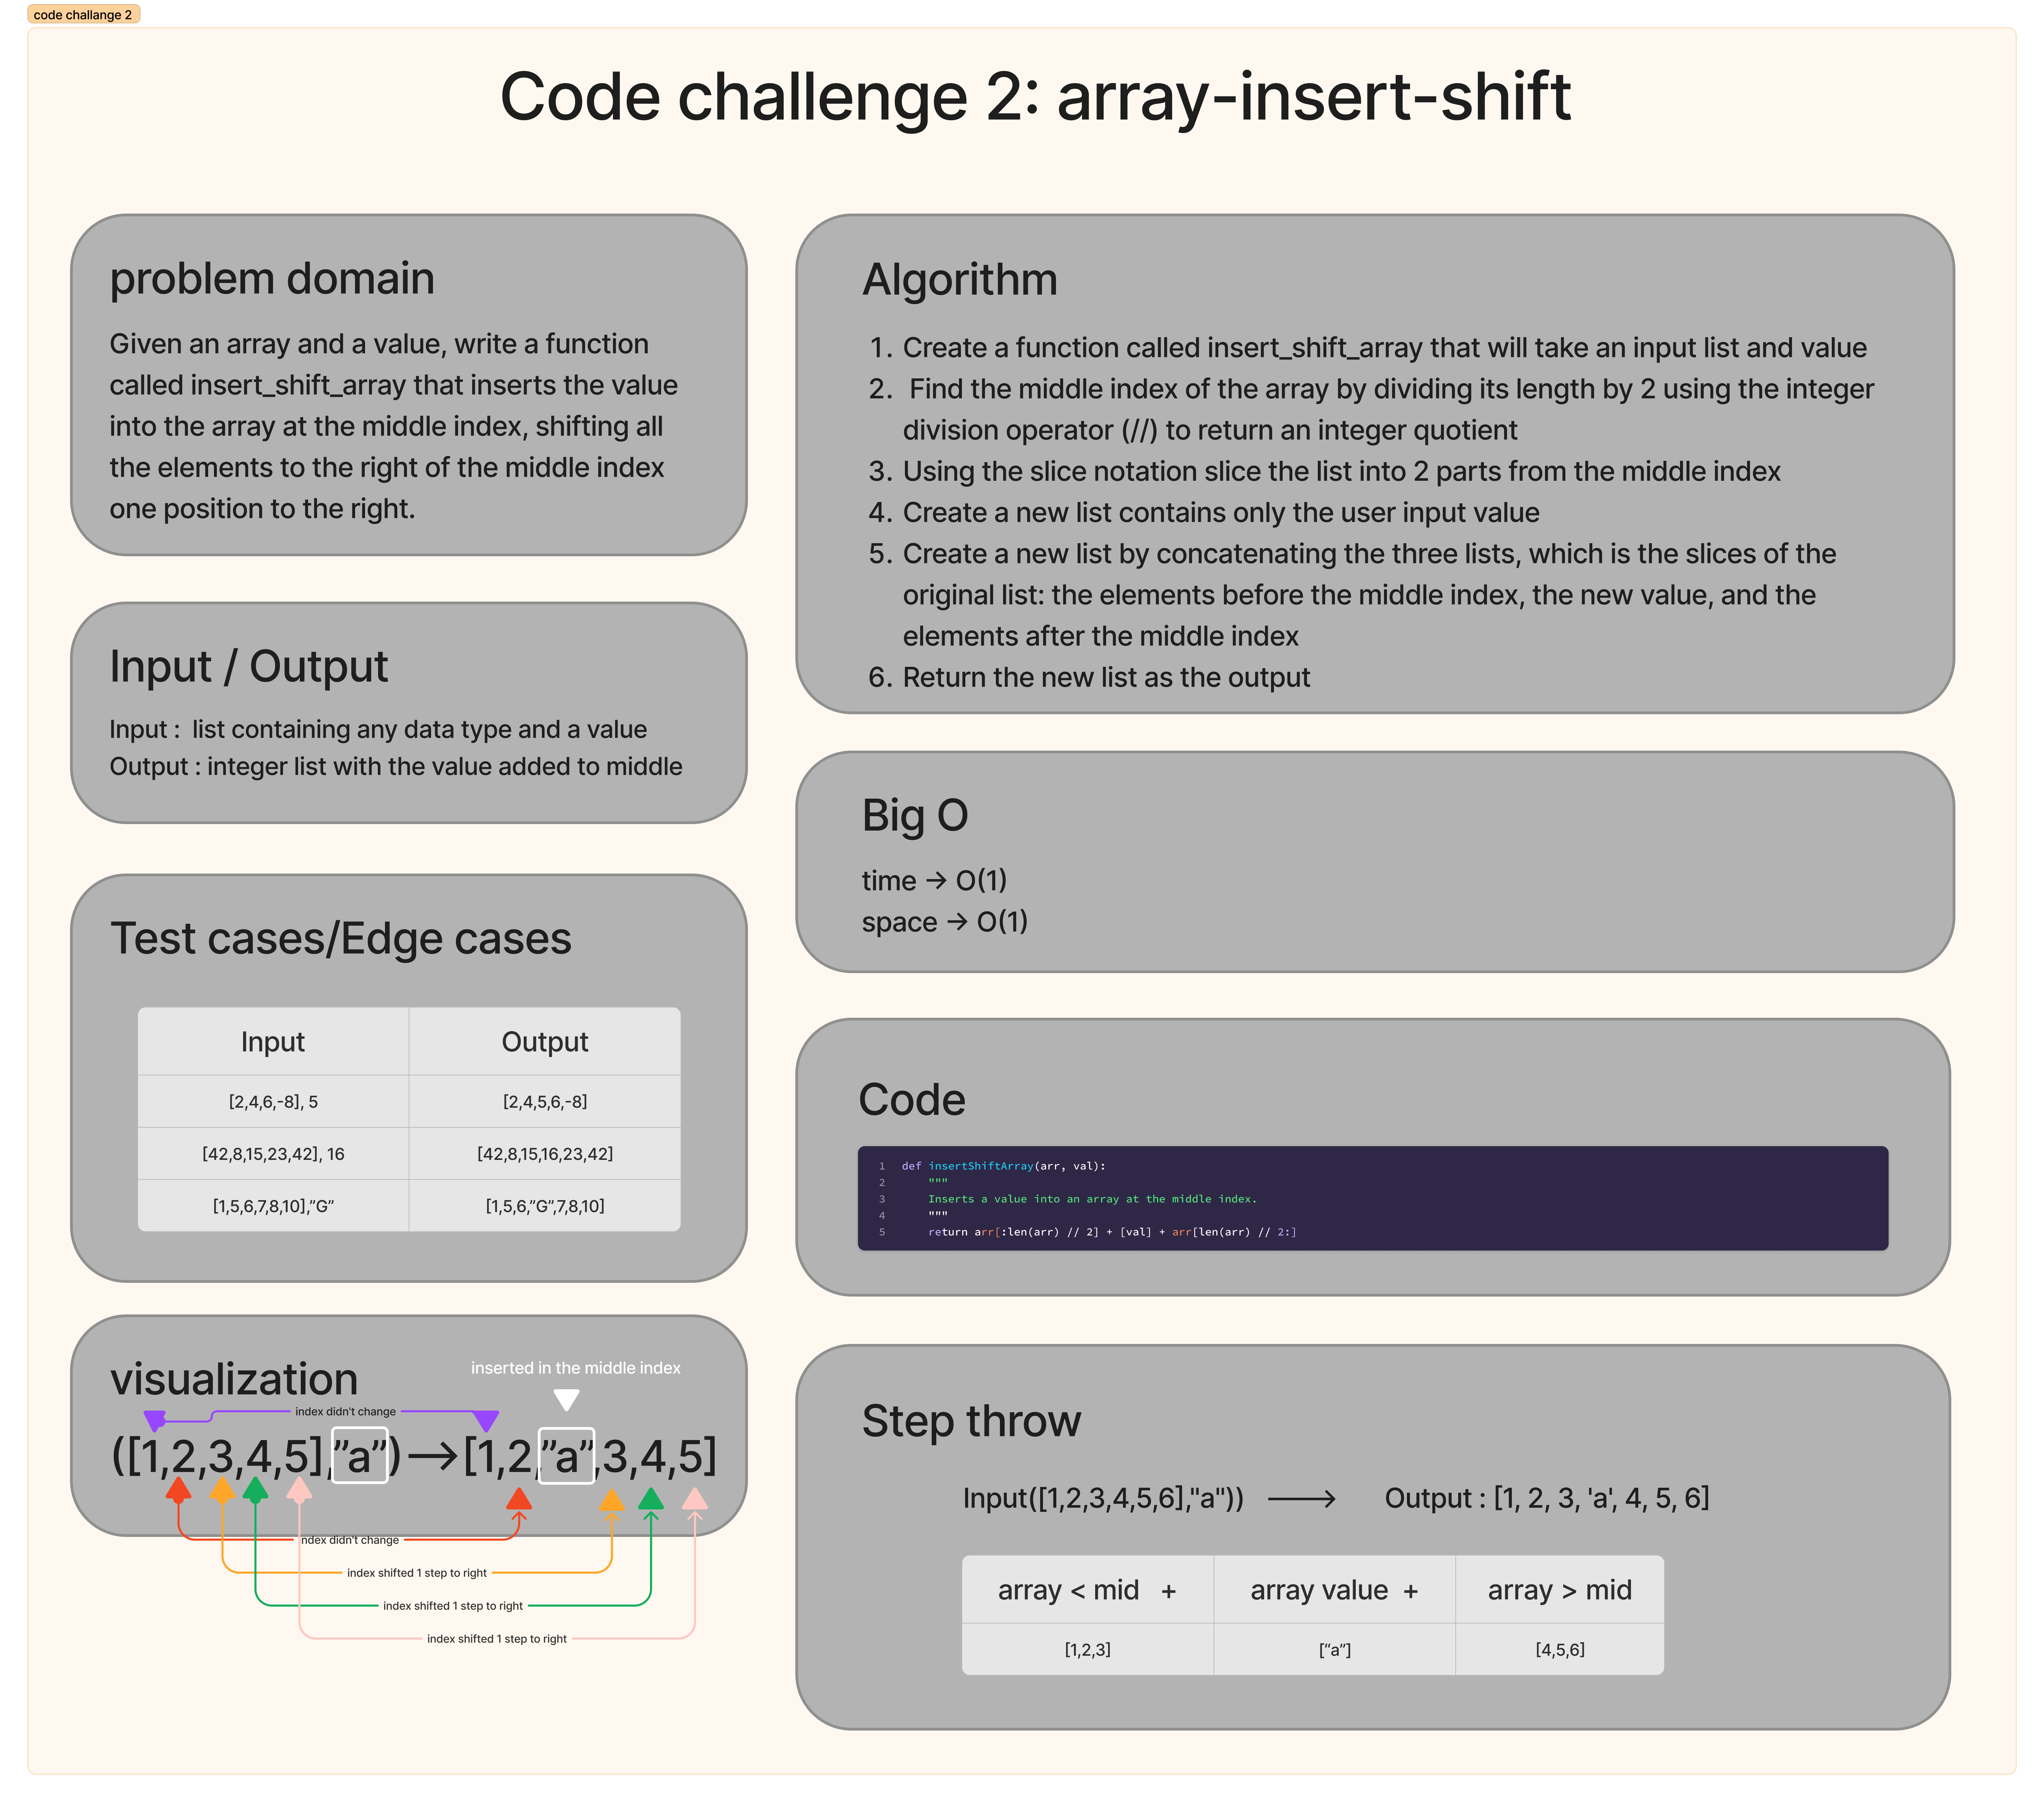 code challange 2
Code challenge 2: array-insert-shift
problem domain
Given an array and a value, write a function
called insert_shift_array that inserts the value
into the array at the middle index, shifting all
the elements to the right of the middle index
one position to the right.
Input / Output
Input :  list containing any data type and a value
Output : integer list with the value added to middle
Test cases/Edge cases
Input Output
[2,4,6,-8], 5 [2,4,5,6,-8]
[42,8,15,23,42], 16 [42,8,15,16,23,42]
[1,5,6,7,8,10],”G” [1,5,6,”G”,7,8,10]
visualization
inserted in the middle index
index didn't change
([1,2,3,4,5],”a”)→[1,2,”a”,3,4,5]
index didn't change
index shifted 1 step to right
index shifted 1 step to right
index shifted 1 step to right
Algorithm
1. Create a function called insert_shift_array that will take an input list and value
2.  Find the middle index of the array by dividing its length by 2 using the integer
division operator (//) to return an integer quotient
3. Using the slice notation slice the list into 2 parts from the middle index
4. Create a new list contains only the user input value
5. Create a new list by concatenating the three lists, which is the slices of the
original list: the elements before the middle index, the new value, and the
elements after the middle index
6. Return the new list as the output
Big O
time → O(1)
space → O(1)
Code
1 def insertShiftArray(arr, val):
2 """
3 Inserts a value into an array at the middle index.
4 """
5 return arr[:len(arr) // 2] + [val] + arr[len(arr) // 2:]
Step throw
Input([1,2,3,4,5,6],"a")) → Output : [1, 2, 3, 'a', 4, 5, 6]
array < mid + array value + array > mid
[1,2,3] [“a”] [4,5,6]